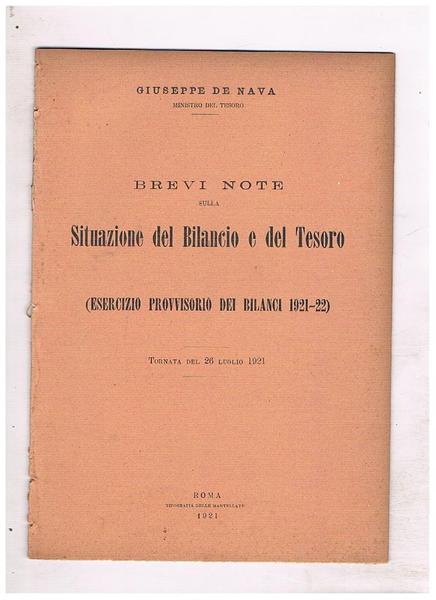 GIUSEPPE DE NAVA
MINISTRO DEL TESORO
BREVI NOTE
SULLA
Situazione del Bilancio e del Tesoro
(ESERCIZIO PROVVISORIO DEI BILANCI 1921-22)
TORNATA DEL 26 LUGLIO 1921
ROMA
TIPOGRAFIA DELLE MANTELLATE
1921